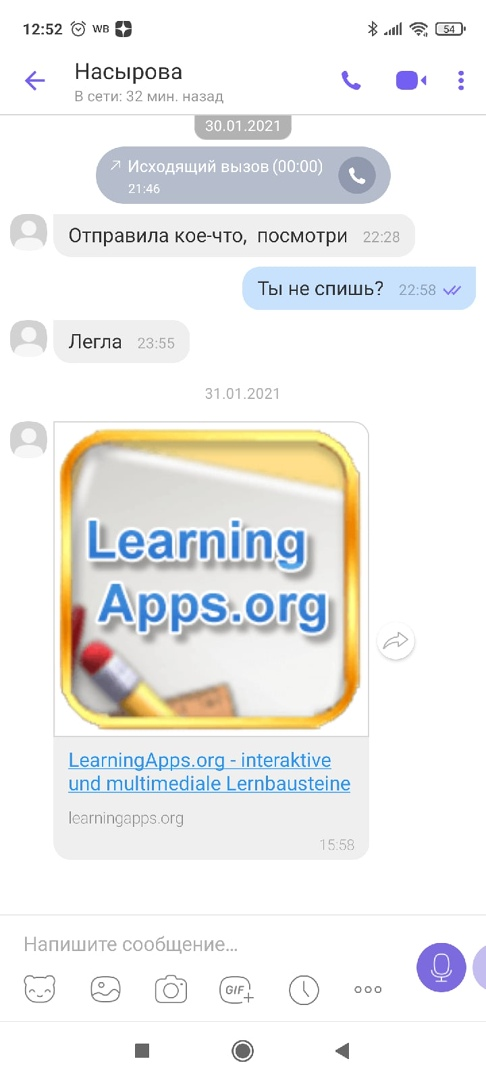 12:52 WB 54
Насырова
В сети: 32 мин. назад
30.01.2021
Исходящий вызов (00:00)
21:46
Отправила кое-что, посмотри 22:28
Ты не спишь? 22:58
Легла 23:55
31.01.2021
Learning
Apps.org
LearningApps.org - interaktive
und multimediale Lernbausteine
learningapps.org
15:58
Напишите сообщение...
GIF